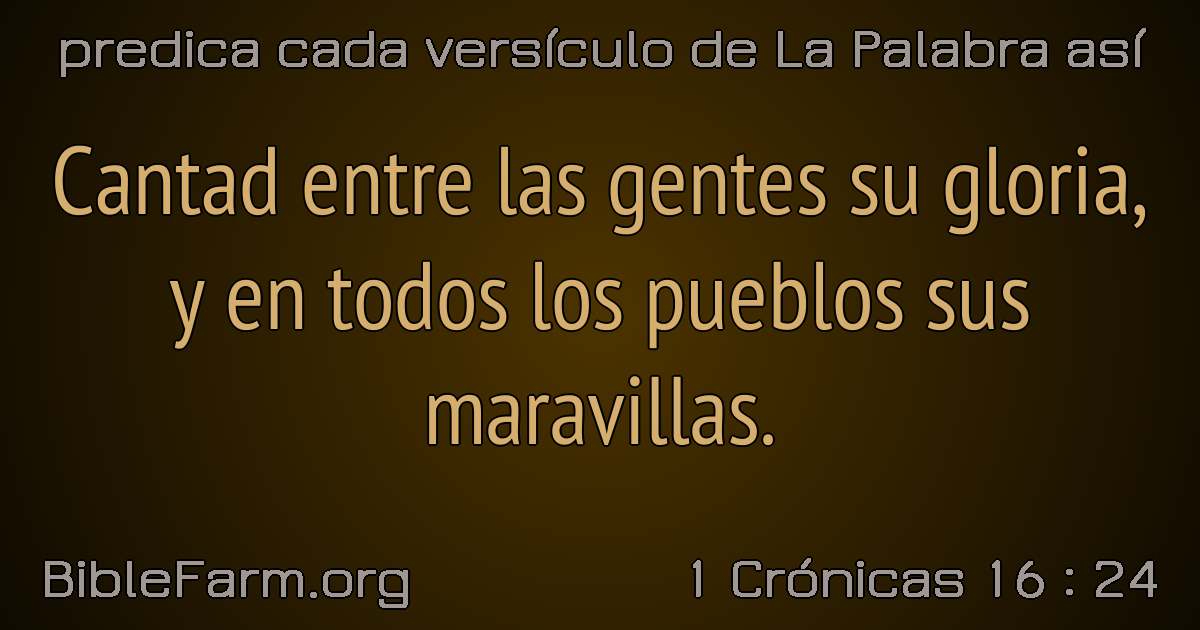 predica cada versículo de La Palabra así
Cantad entre las gentes su gloria,
y en todos los pueblos sus
maravillas.
BibleFarm.org
1 Crónicas 16 : 24